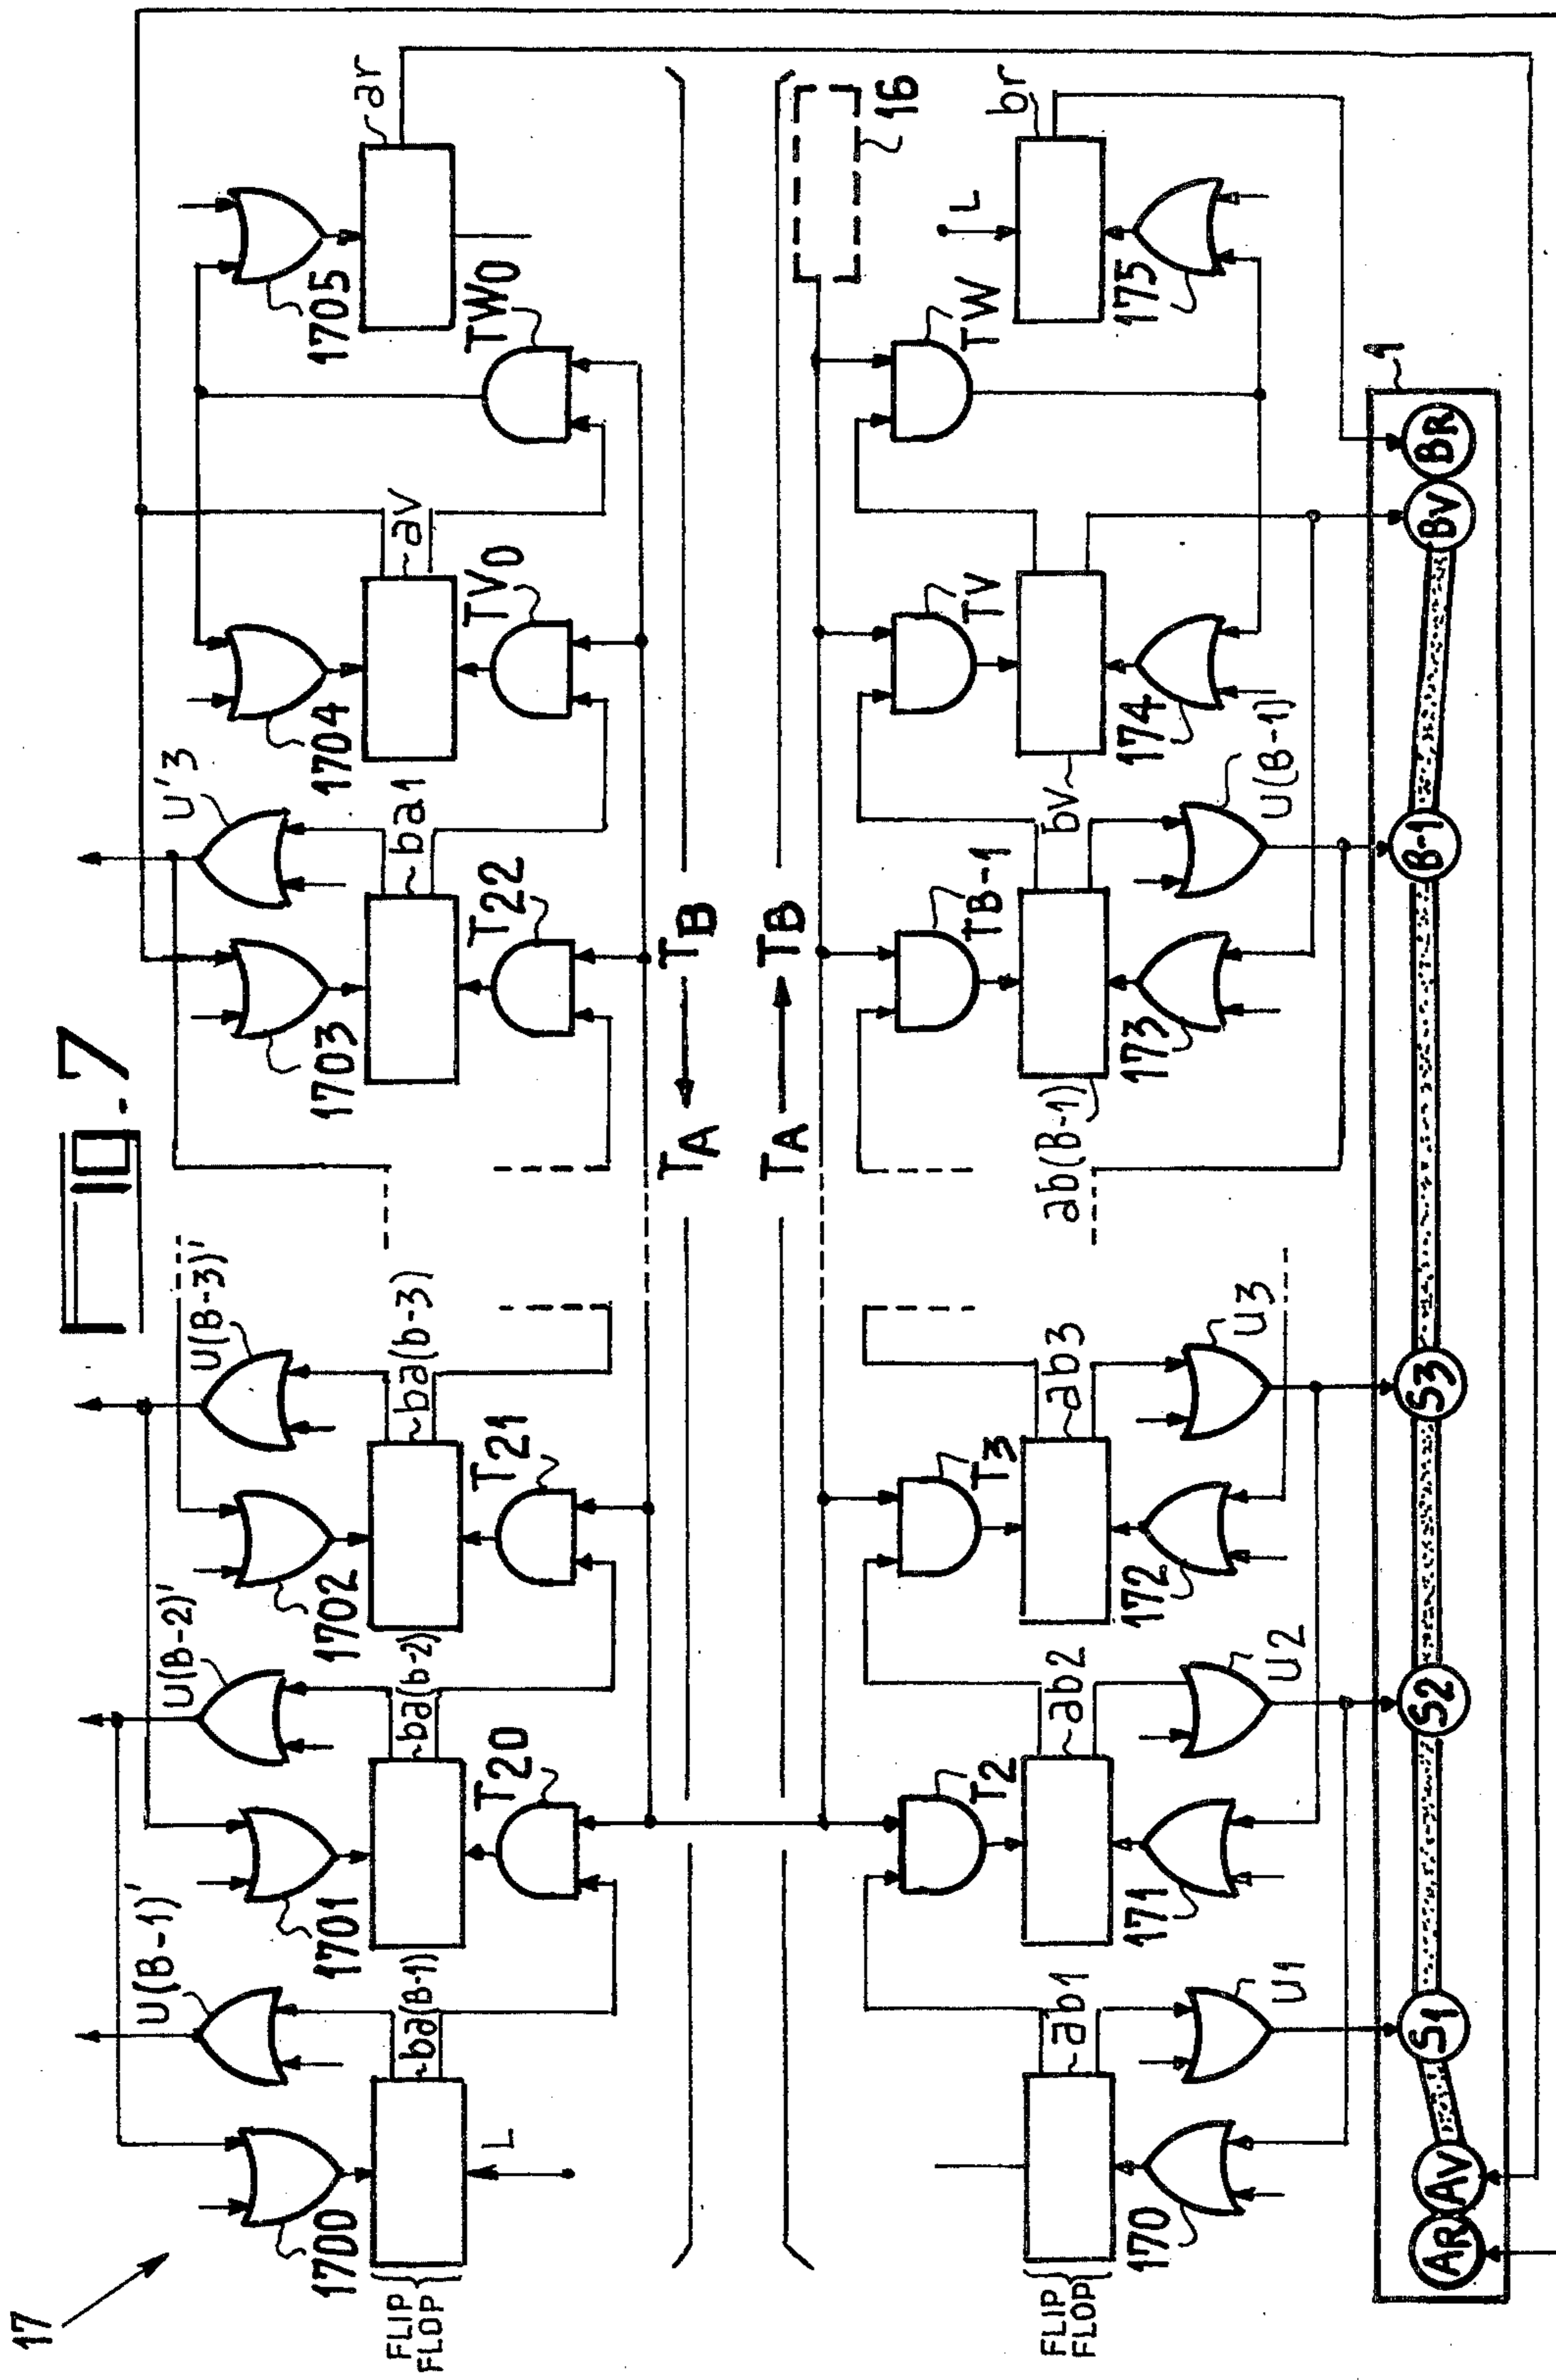 17
FIG. 7
U(B-1)'
U(B-2)'
U(B-3)'
U'3
1700
1701
1702
1703
1704
1705
FLIP
FLOP
ba(B-1)
ba(b-2)
ba(b-3)
ba1
av
ar
L
T20
T21
T22
TV0
TW0
TA TB
TA TB
16
T2
T3
TB-1
TV
TW
L
FLIP
FLOP
ab1
ab2
ab3
ab(B-1)
bv
br
170
171
172
173
174
175
U1
U2
U3
U(B-1)'
1
AR
AV
S1
S2
S3
B-1
BV
BR